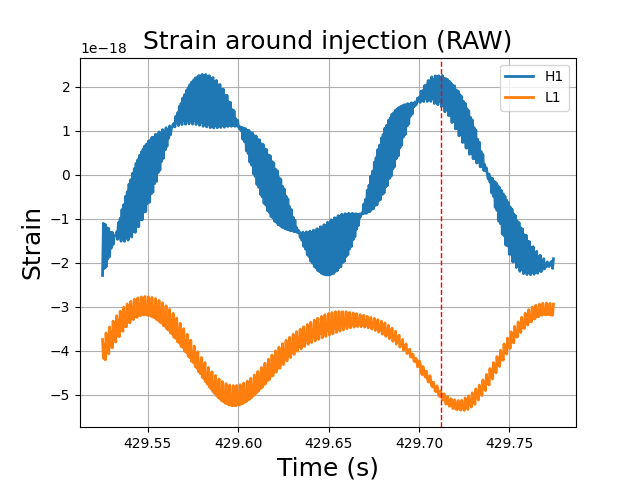 Strain around injection (RAW)
1e−18
H1
L1
2
1
0
−1
−2
−3
−4
−5
Strain
429.55 429.60 429.65 429.70 429.75
Time (s)